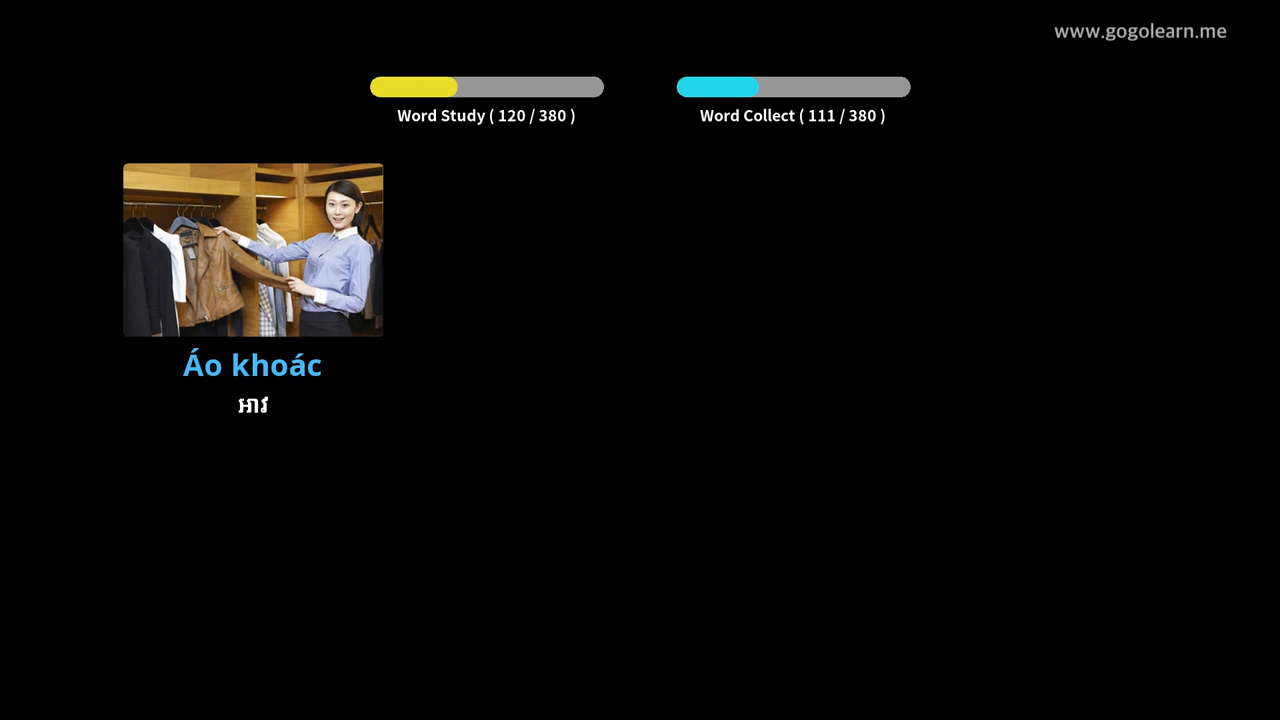 www.gogolearn.me
Word Study ( 120 / 380 )
Word Collect ( 111 / 380 )
Áo khoác
អាវ